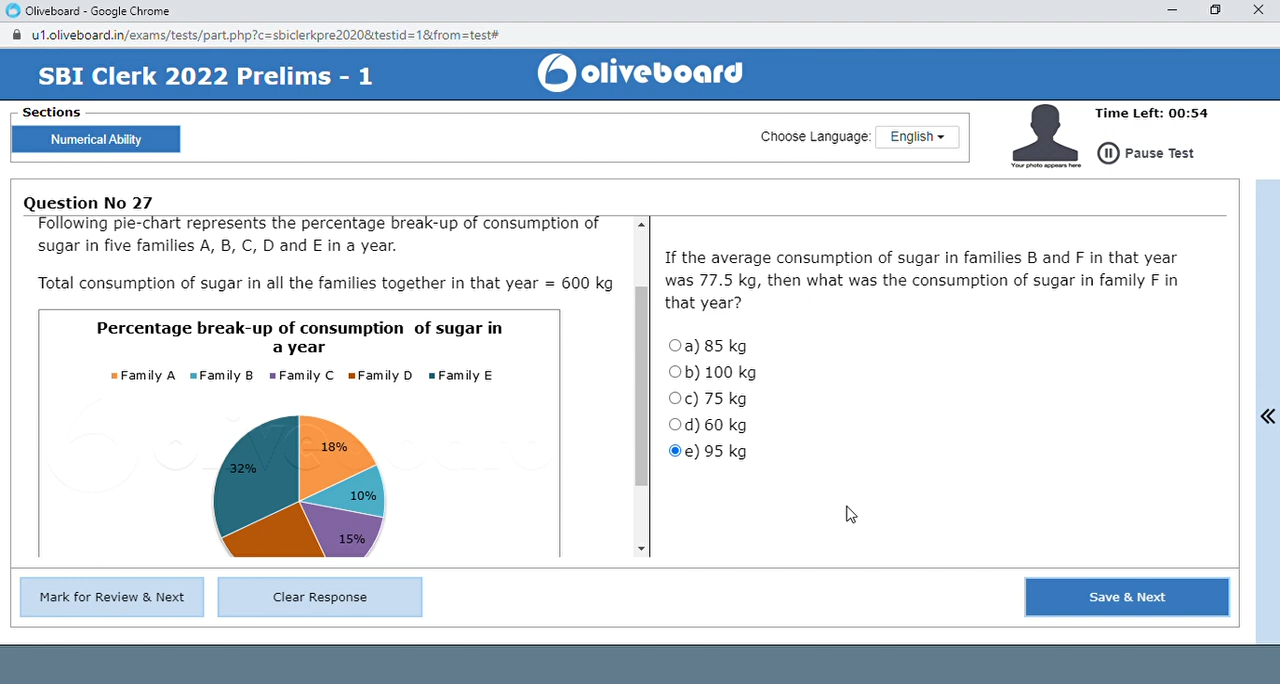 Oliveboard - Google Chrome
u1.oliveboard.in/exams/tests/part.php?c=sbiclerkpre2020&testid=1&from=test#
SBI Clerk 2022 Prelims - 1
oliveboard
Sections
Numerical Ability
Choose Language:
English
Your photo appears here
Time Left: 00:54
Pause Test
Question No 27
Following pie-chart represents the percentage break-up of consumption of
sugar in five families A, B, C, D and E in a year.
Total consumption of sugar in all the families together in that year = 600 kg
Percentage break-up of consumption of sugar in
a year
Family A Family B Family C Family D Family E
18%
32%
10%
15%
If the average consumption of sugar in families B and F in that year
was 77.5 kg, then what was the consumption of sugar in family F in
that year?
a) 85 kg
b) 100 kg
c) 75 kg
d) 60 kg
e) 95 kg
Mark for Review & Next
Clear Response
Save & Next